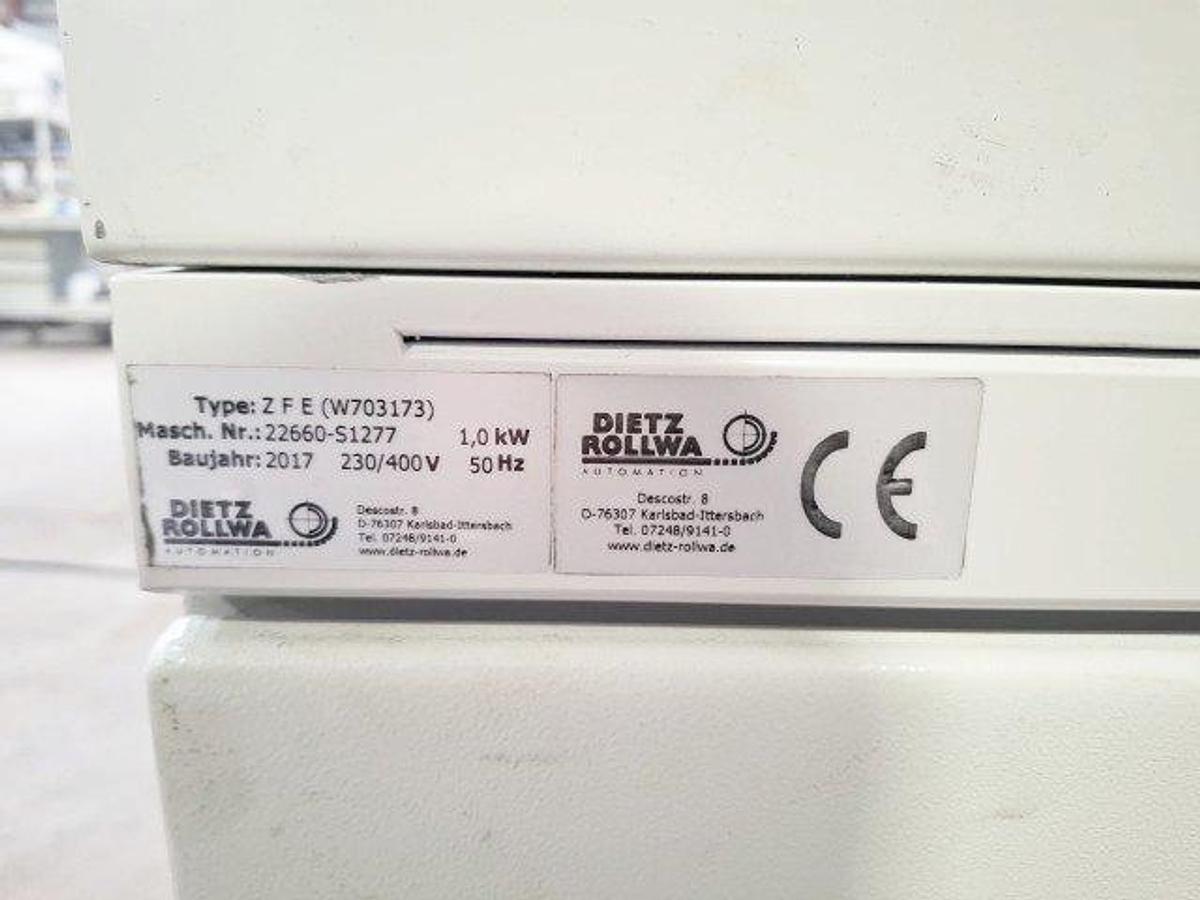 Type: Z F E (W703173)
Masch. Nr.: 22660-S1277 1,0 kW
Baujahr: 2017 230/400 V 50 Hz
DIETZ
ROLLWA
AUTOMATION
Descostr. 8
D-76307 Karlsbad-Ittersbach
Tel. 07248/9141-0
www.dietz-rollwa.de
DIETZ
ROLLWA
AUTOMATION
Descostr. 8
D-76307 Karlsbad-Ittersbach
Tel. 07248/9141-0
www.dietz-rollwa.de
CE